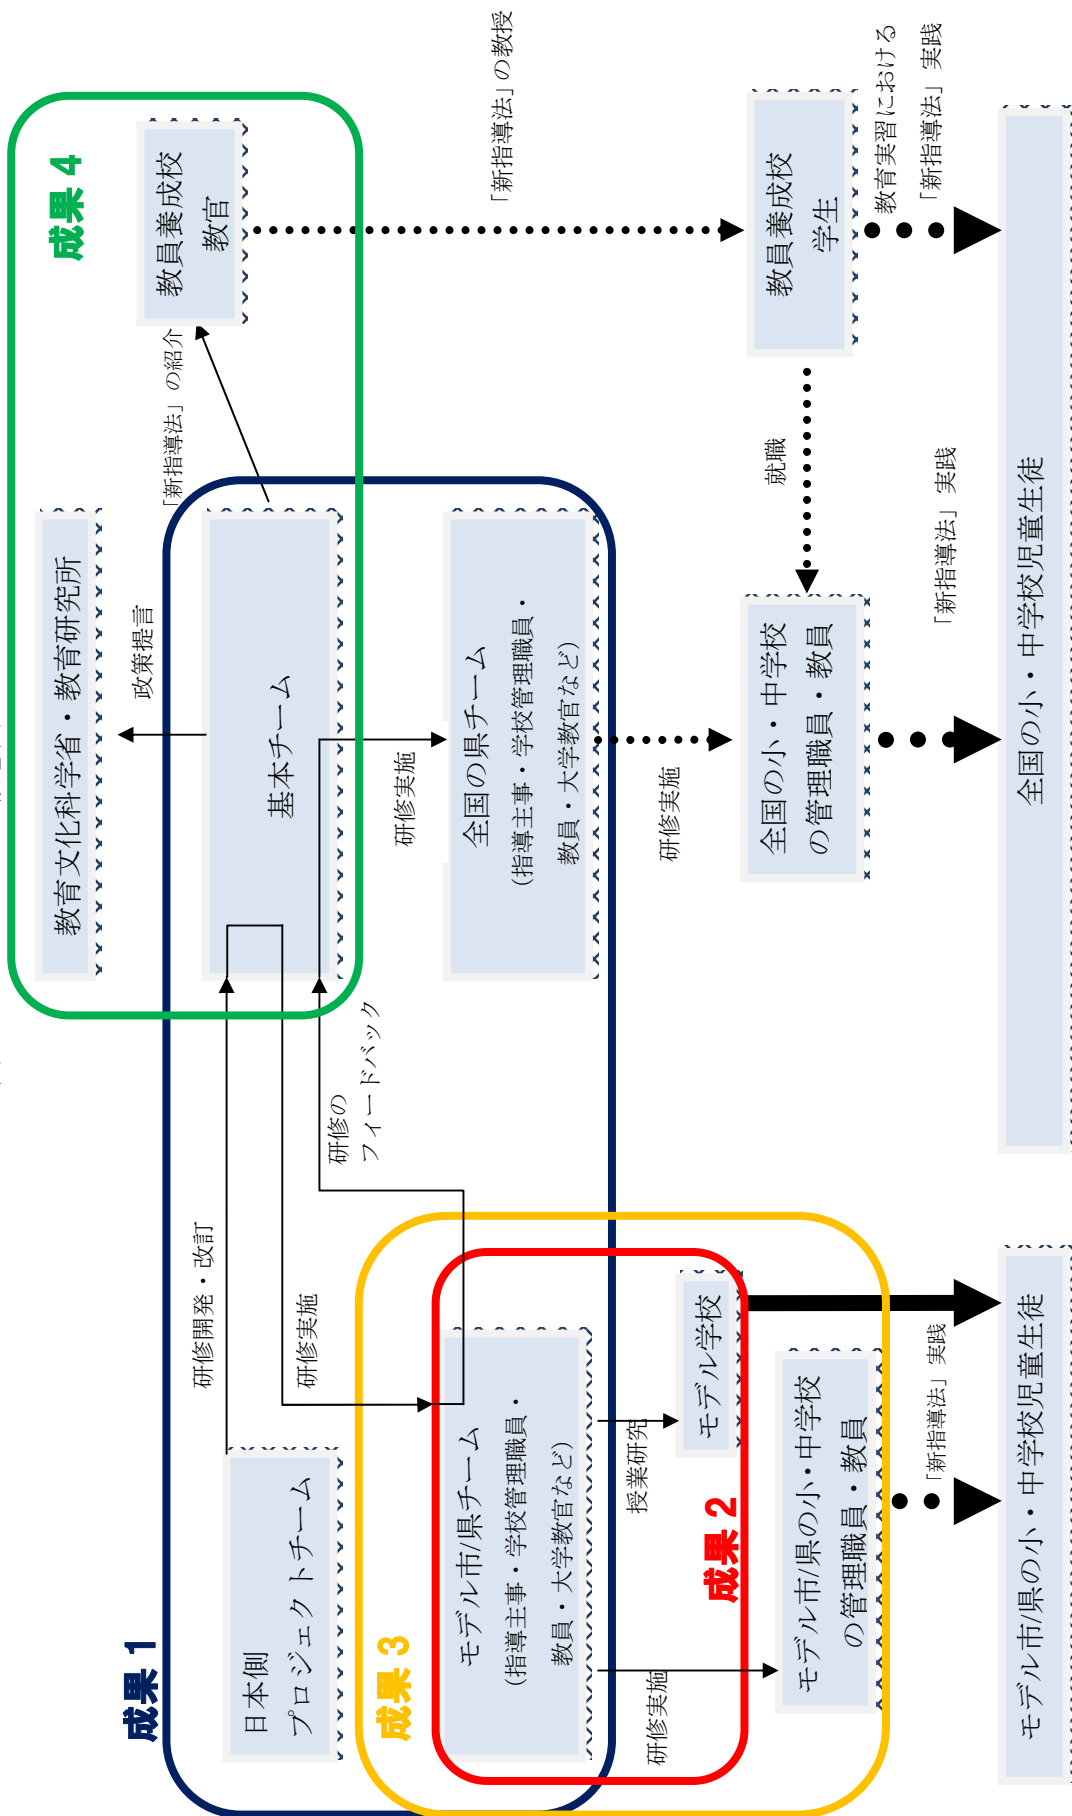 成果 4
教育文化科学省・教育研究所
政策提言
「新指導法」の紹介
教員養成校
教官
成果 1
日本側
プロジェクトチーム
研修開発・改訂
研修実施
基本チーム
研修の
フィードバック
研修実施
「新指導法」の教授
成果 3
モデル市/県チーム
(指導主事・学校管理職員・
教員・大学教官など)
全国の県チーム
(指導主事・学校管理職員・
教員・大学教官など)
研修実施
授業研究
成果 2
モデル学校
研修実施
モデル市/県の小・中学校
の管理職員・教員
全国の小・中学校
の管理職員・教員
就職
教員養成校
学生
「新指導法」実践
「新指導法」実践
教育実習における
「新指導法」実践
モデル市/県の小・中学校児童生徒
全国の小・中学校児童生徒